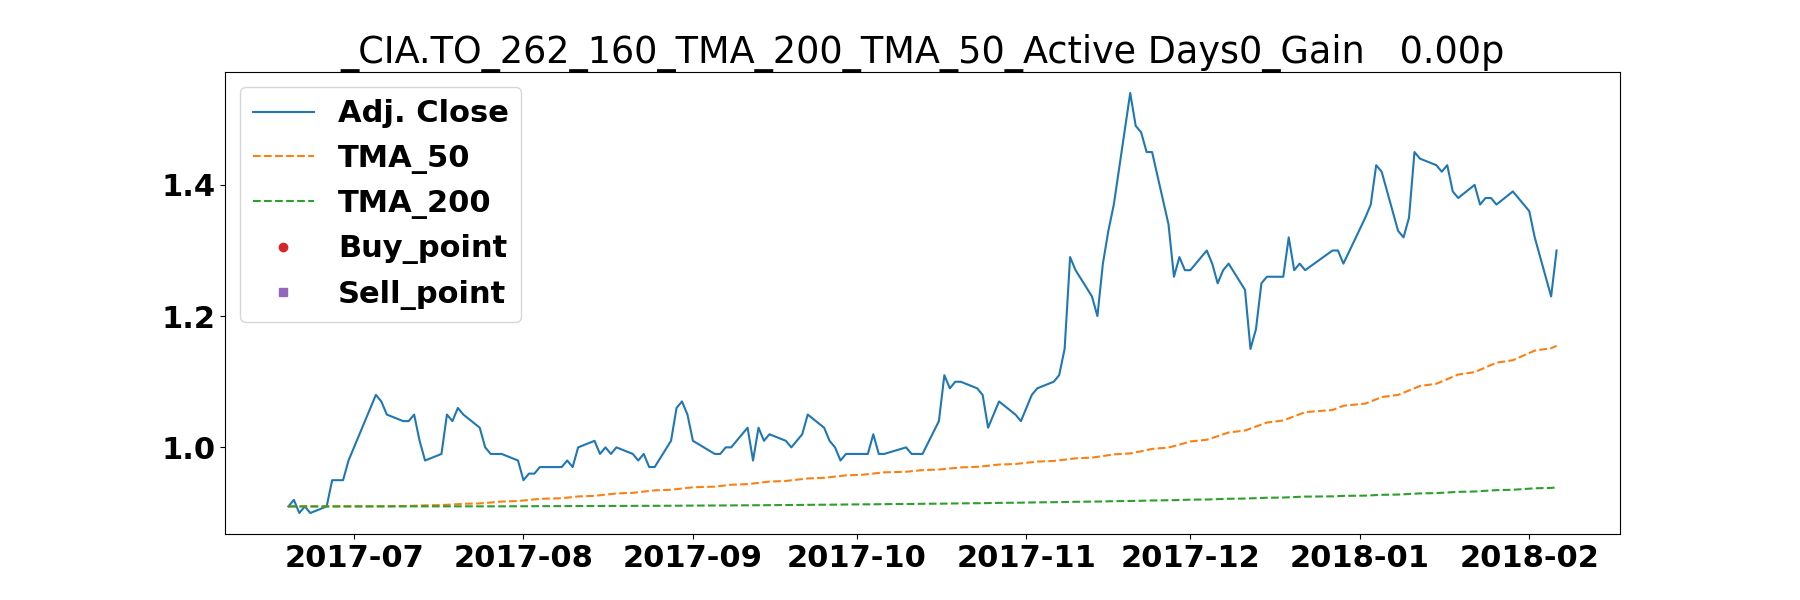 _CIA.TO_262_160_TMA_200_TMA_50_Active Days0_Gain   0.00p
Adj. Close
TMA_50
TMA_200
Buy_point
Sell_point
1.4
1.2
1.0
2017-07 2017-08 2017-09 2017-10 2017-11 2017-12 2018-01 2018-02